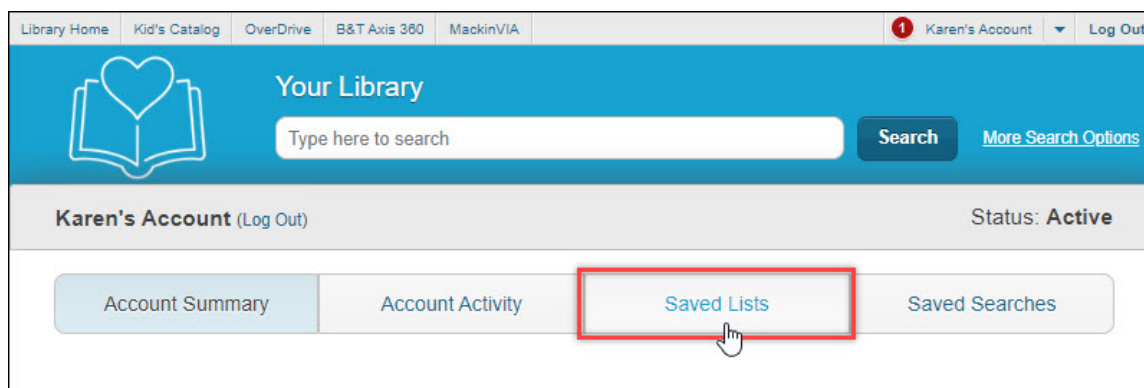 Library Home Kid's Catalog OverDrive B&T Axis 360 MackinVIA 1 Karen's Account Log Out
Your Library
Type here to search Search More Search Options
Karen's Account (Log Out) Status: Active
Account Summary Account Activity Saved Lists Saved Searches